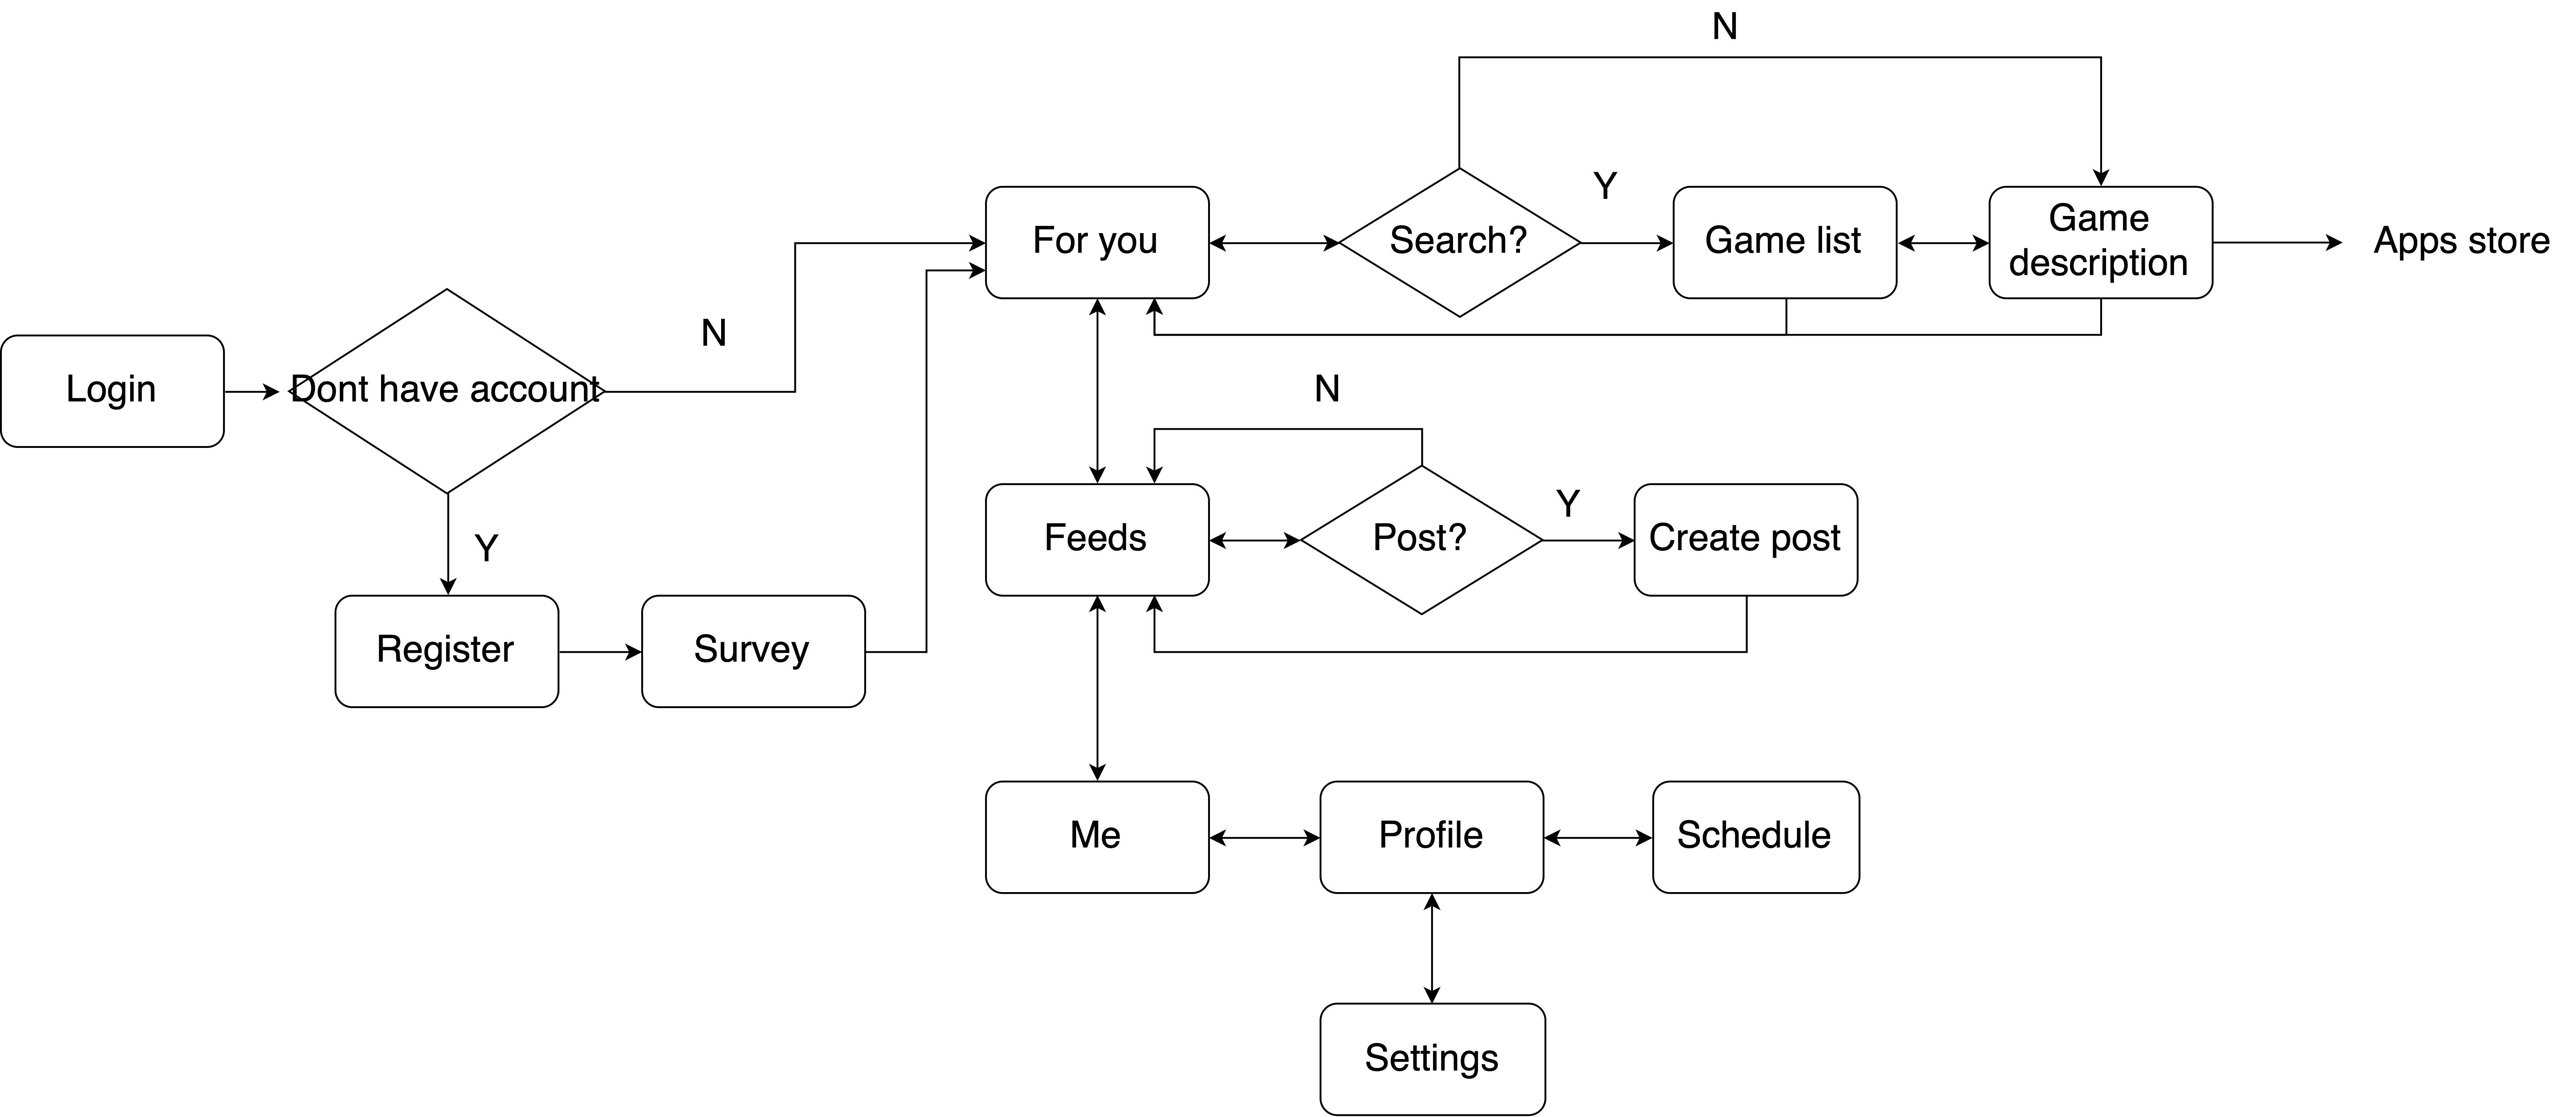 N
Y
For you
Search?
Game list
Game
description
Apps store
N
Login
Dont have account
N
Y
Feeds
Post?
Y
Create post
Register
Survey
Me
Profile
Schedule
Settings